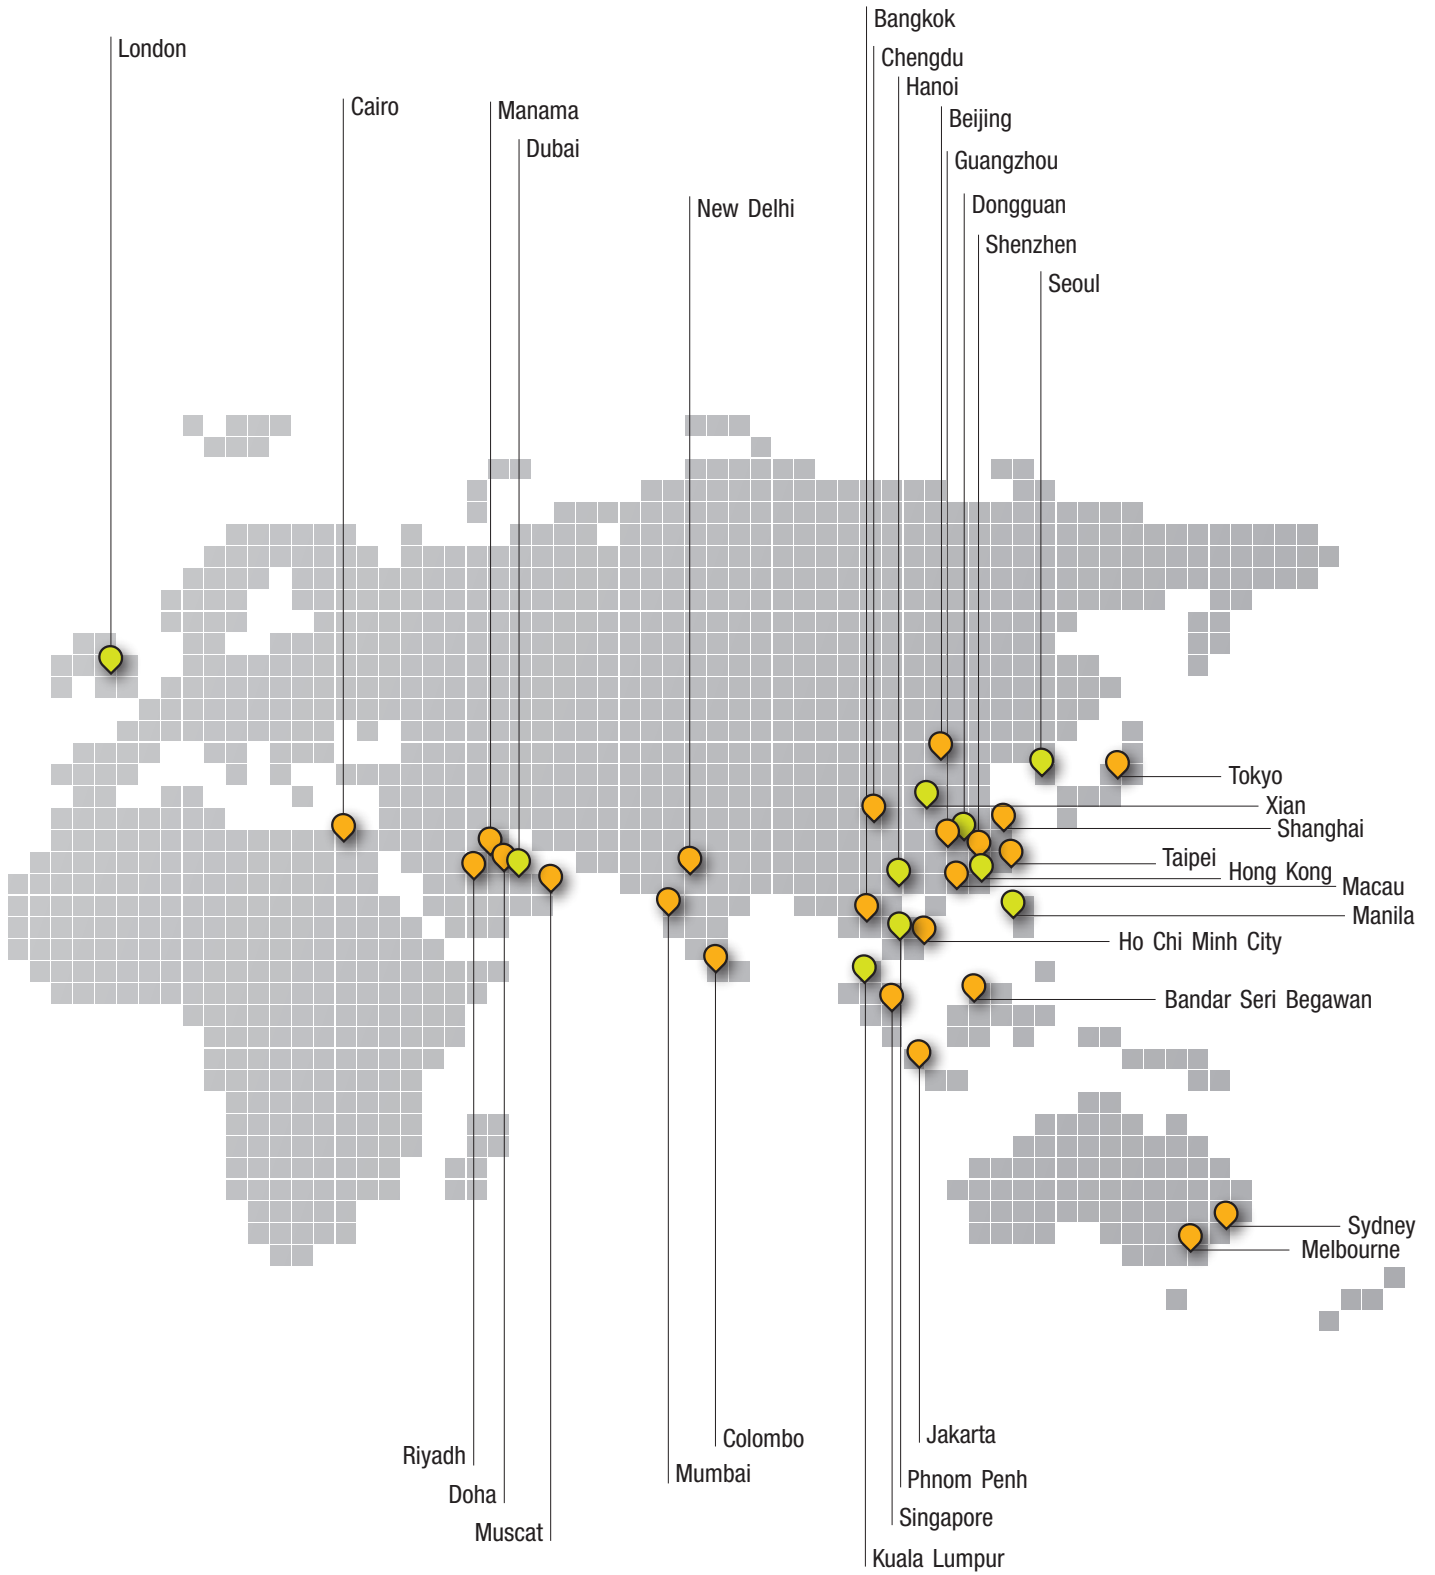 Bangkok
London
Chengdu
Hanoi
Cairo
Manama
Beijing
Dubai
Guangzhou
New Delhi
Dongguan
Shenzhen
Seoul
Tokyo
Xian
Shanghai
Taipei
Hong Kong
Macau
Manila
Ho Chi Minh City
Bandar Seri Begawan
Sydney
Melbourne
Jakarta
Colombo
Riyadh
Mumbai
Phnom Penh
Doha
Singapore
Muscat
Kuala Lumpur